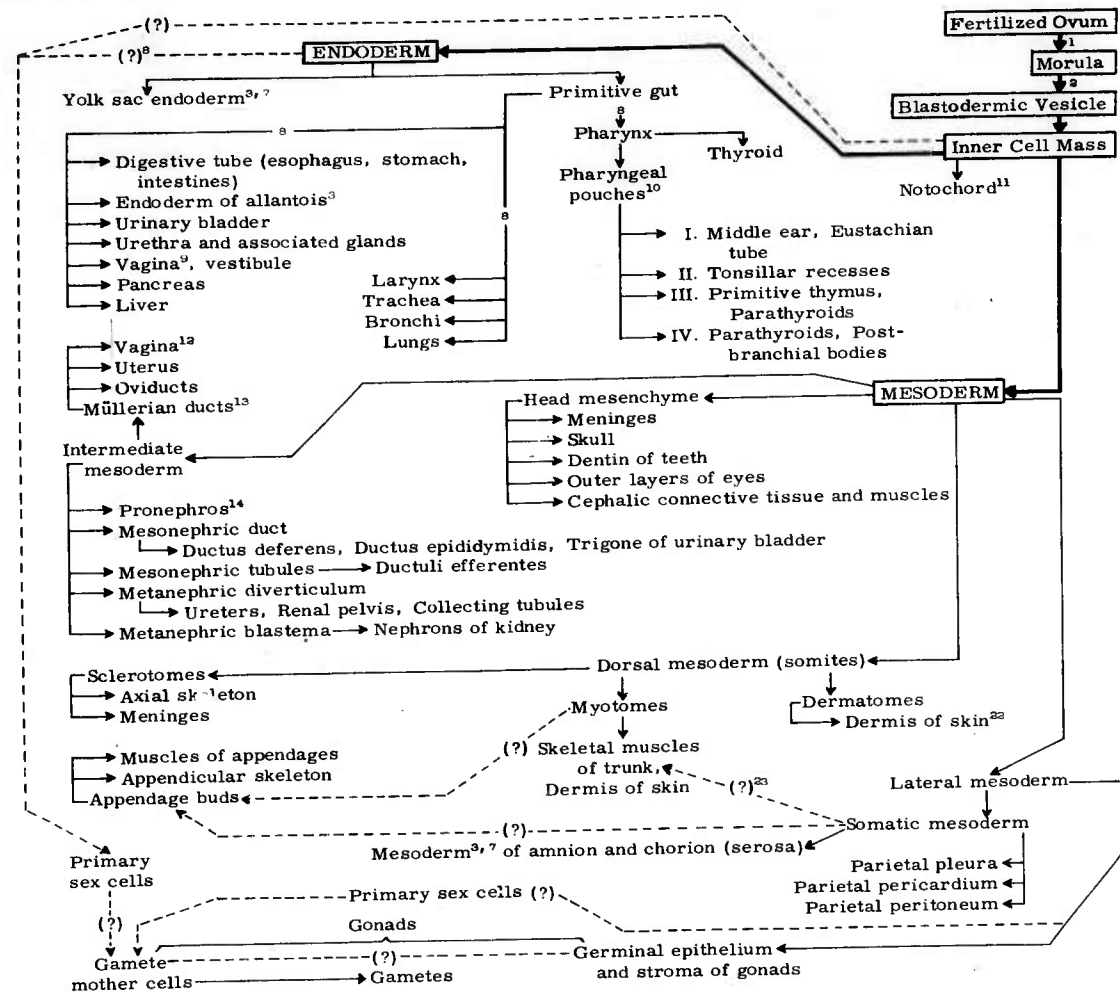 (?)
Fertilized Ovum
1
(?)⁸
ENDODERM
Morula
2
Yolk sac endoderm³,⁷
Primitive gut
Blastodermic Vesicle
a
a
Pharynx
Inner Cell Mass
Digestive tube (esophagus, stomach,
intestines)
Thyroid
Endoderm of allantois³
Pharyngeal
pouches¹⁰
Notochord¹¹
Urinary bladder
a
Urethra and associated glands
I. Middle ear, Eustachian
tube
Vagina⁹, vestibule
Pancreas
Larynx
II. Tonsillar recesses
Liver
Trachea
III. Primitive thymus,
Parathyroids
Bronchi
Lungs
IV. Parathyroids, Post-
branchial bodies
Vagina¹²
Uterus
Oviducts
Müllerian ducts¹³
Head mesenchyme
MESODERM
Meninges
Intermediate
mesoderm
Skull
Dentin of teeth
Outer layers of eyes
Cephalic connective tissue and muscles
Pronephros¹⁴
Mesonephric duct
Ductus deferens, Ductus epididymidis, Trigone of urinary bladder
Mesonephric tubules
Ductuli efferentes
Metanephric diverticulum
Ureters, Renal pelvis, Collecting tubules
Metanephric blastema
Nephrons of kidney
Sclerotomes
Dorsal mesoderm (somites)
Axial skeleton
Meninges
Myotomes
Dermatomes
Dermis of skin²²
Muscles of appendages
(?)
Skeletal muscles
of trunk,
Dermis of skin
Appendicular skeleton
(?)²³
Lateral mesoderm
Appendage buds
(?)
Somatic mesoderm
Mesoderm³,⁷ of amnion and chorion (serosa)
Primary
sex cells
Parietal pleura
Parietal pericardium
Parietal peritoneum
Primary sex cells (?)
(?)
Gonads
Gamete
mother cells
(?)
Germinal epithelium
and stroma of gonads
Gametes